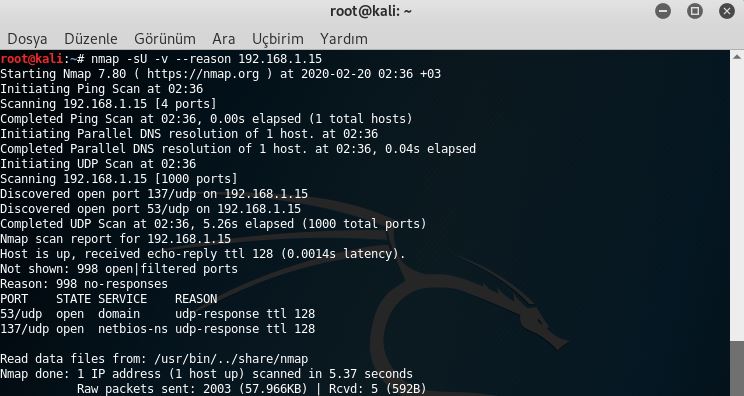 root@kali: ~
Dosya Düzenle Görünüm Ara Uçbirim Yardım
root@kali:~# nmap -sU -v --reason 192.168.1.15
Starting Nmap 7.80 ( https://nmap.org ) at 2020-02-20 02:36 +03
Initiating Ping Scan at 02:36
Scanning 192.168.1.15 [4 ports]
Completed Ping Scan at 02:36, 0.00s elapsed (1 total hosts)
Initiating Parallel DNS resolution of 1 host. at 02:36
Completed Parallel DNS resolution of 1 host. at 02:36, 0.04s elapsed
Initiating UDP Scan at 02:36
Scanning 192.168.1.15 [1000 ports]
Discovered open port 137/udp on 192.168.1.15
Discovered open port 53/udp on 192.168.1.15
Completed UDP Scan at 02:36, 5.26s elapsed (1000 total ports)
Nmap scan report for 192.168.1.15
Host is up, received echo-reply ttl 128 (0.0014s latency).
Not shown: 998 open|filtered ports
Reason: 998 no-responses
PORT    STATE SERVICE    REASON
53/udp  open  domain     udp-response ttl 128
137/udp open  netbios-ns udp-response ttl 128
Read data files from: /usr/bin/../share/nmap
Nmap done: 1 IP address (1 host up) scanned in 5.37 seconds
Raw packets sent: 2003 (57.966KB) | Rcvd: 5 (592B)